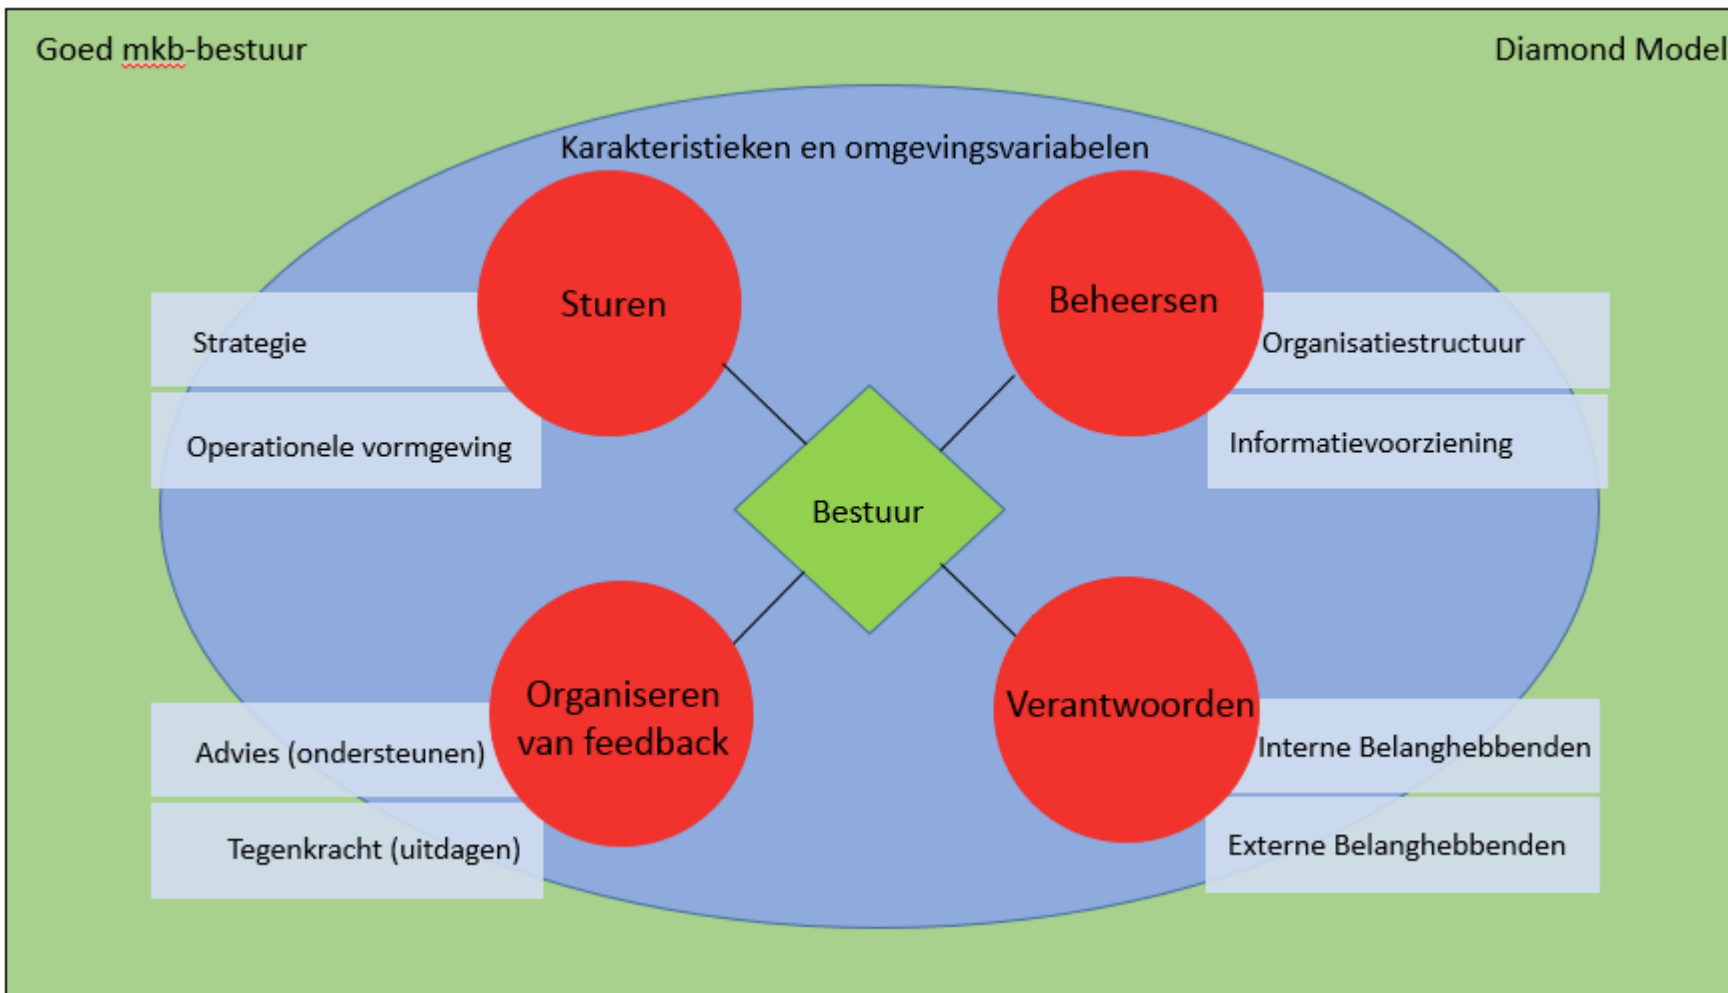 Goed mkb-bestuur
Diamond Model
Karakteristieken en omgevingsvariabelen
Sturen
Beheersen
Strategie
Organisatiestructuur
Operationele vormgeving
Informatievoorziening
Bestuur
Organiseren
van feedback
Verantwoorden
Advies (ondersteunen)
Interne Belanghebbenden
Tegenkracht (uitdagen)
Externe Belanghebbenden